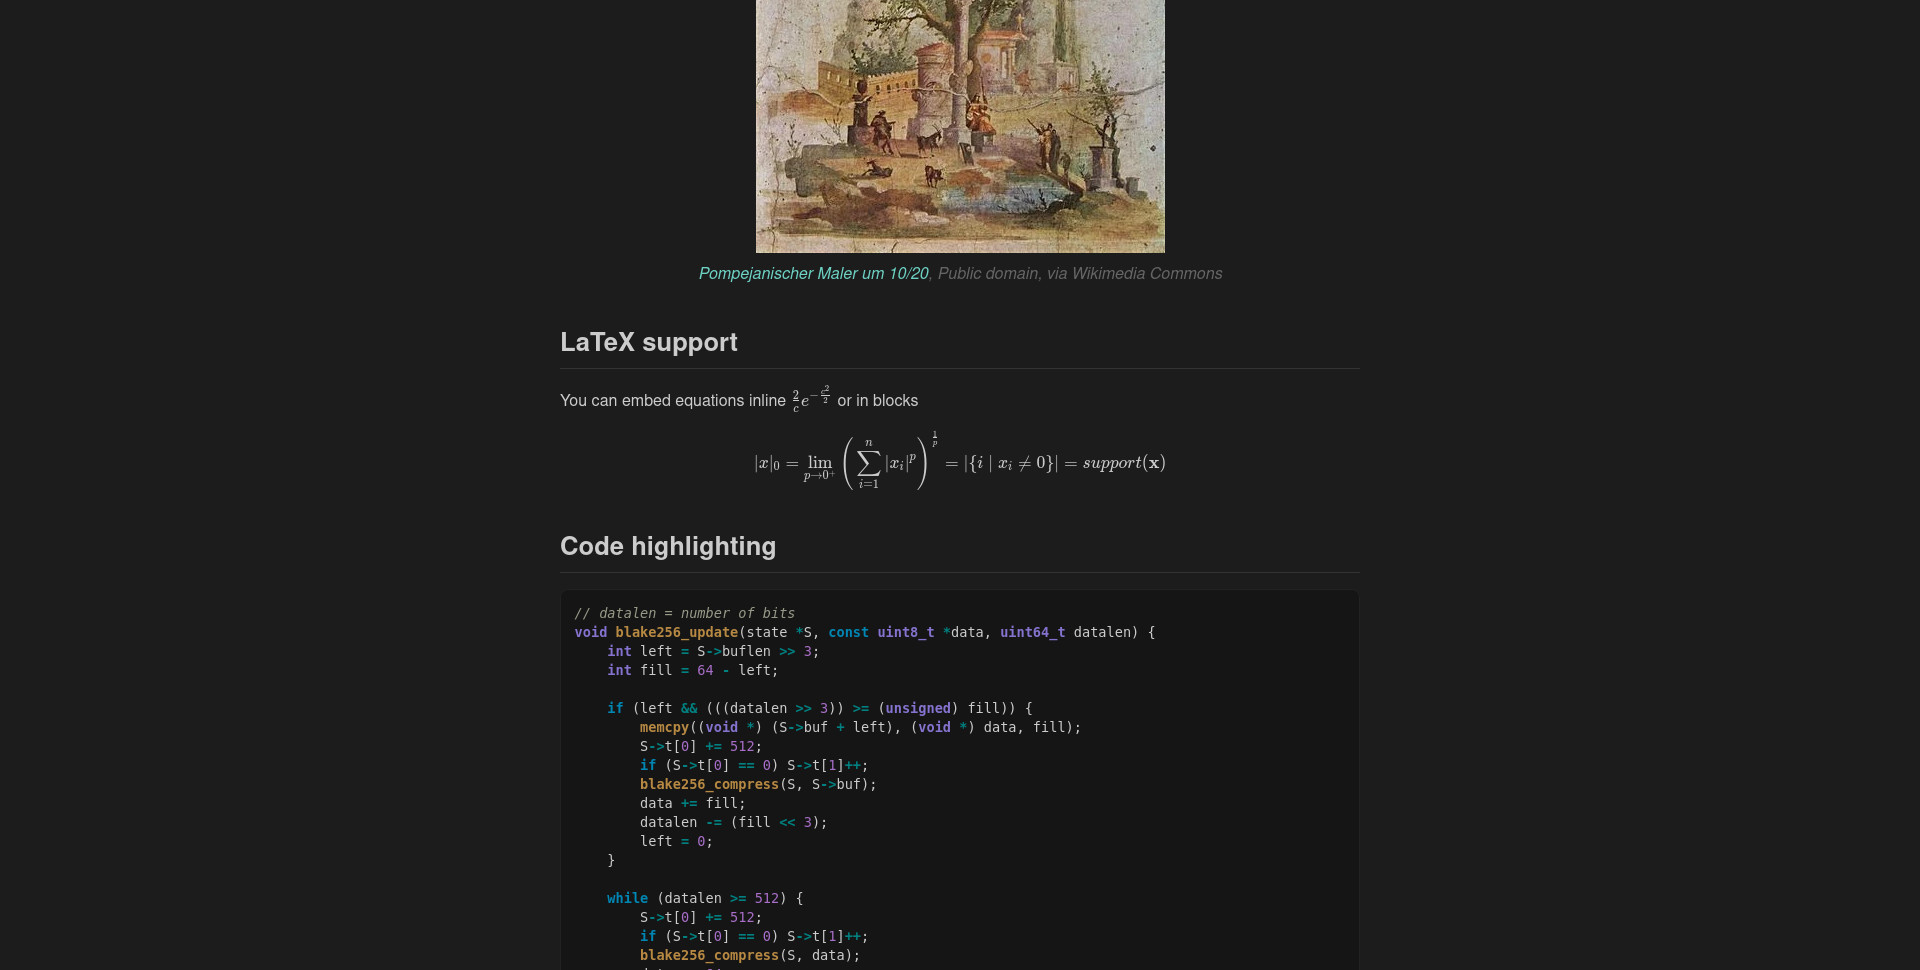 Pompejanischer Maler um 10/20, Public domain, via Wikimedia Commons
LaTeX support
You can embed equations inline \frac{2}{c}e^{-\frac{c^2}{2}} or in blocks
|x|_0 = \lim_{p \to 0^+} \left( \sum_{i=1}^{n} |x_i|^p \right)^{\frac{1}{p}} = |\{i \mid x_i \neq 0\}| = support(\mathbf{x})
Code highlighting
// datalen = number of bits
void blake256_update(state *S, const uint8_t *data, uint64_t datalen) {
    int left = S->buflen >> 3;
    int fill = 64 - left;
    if (left && (((datalen >> 3)) >= (unsigned) fill)) {
        memcpy((void *) (S->buf + left), (void *) data, fill);
        S->t[0] += 512;
        if (S->t[0] == 0) S->t[1]++;
        blake256_compress(S, S->buf);
        data += fill;
        datalen -= (fill << 3);
        left = 0;
    }
    while (datalen >= 512) {
        S->t[0] += 512;
        if (S->t[0] == 0) S->t[1]++;
        blake256_compress(S, data);